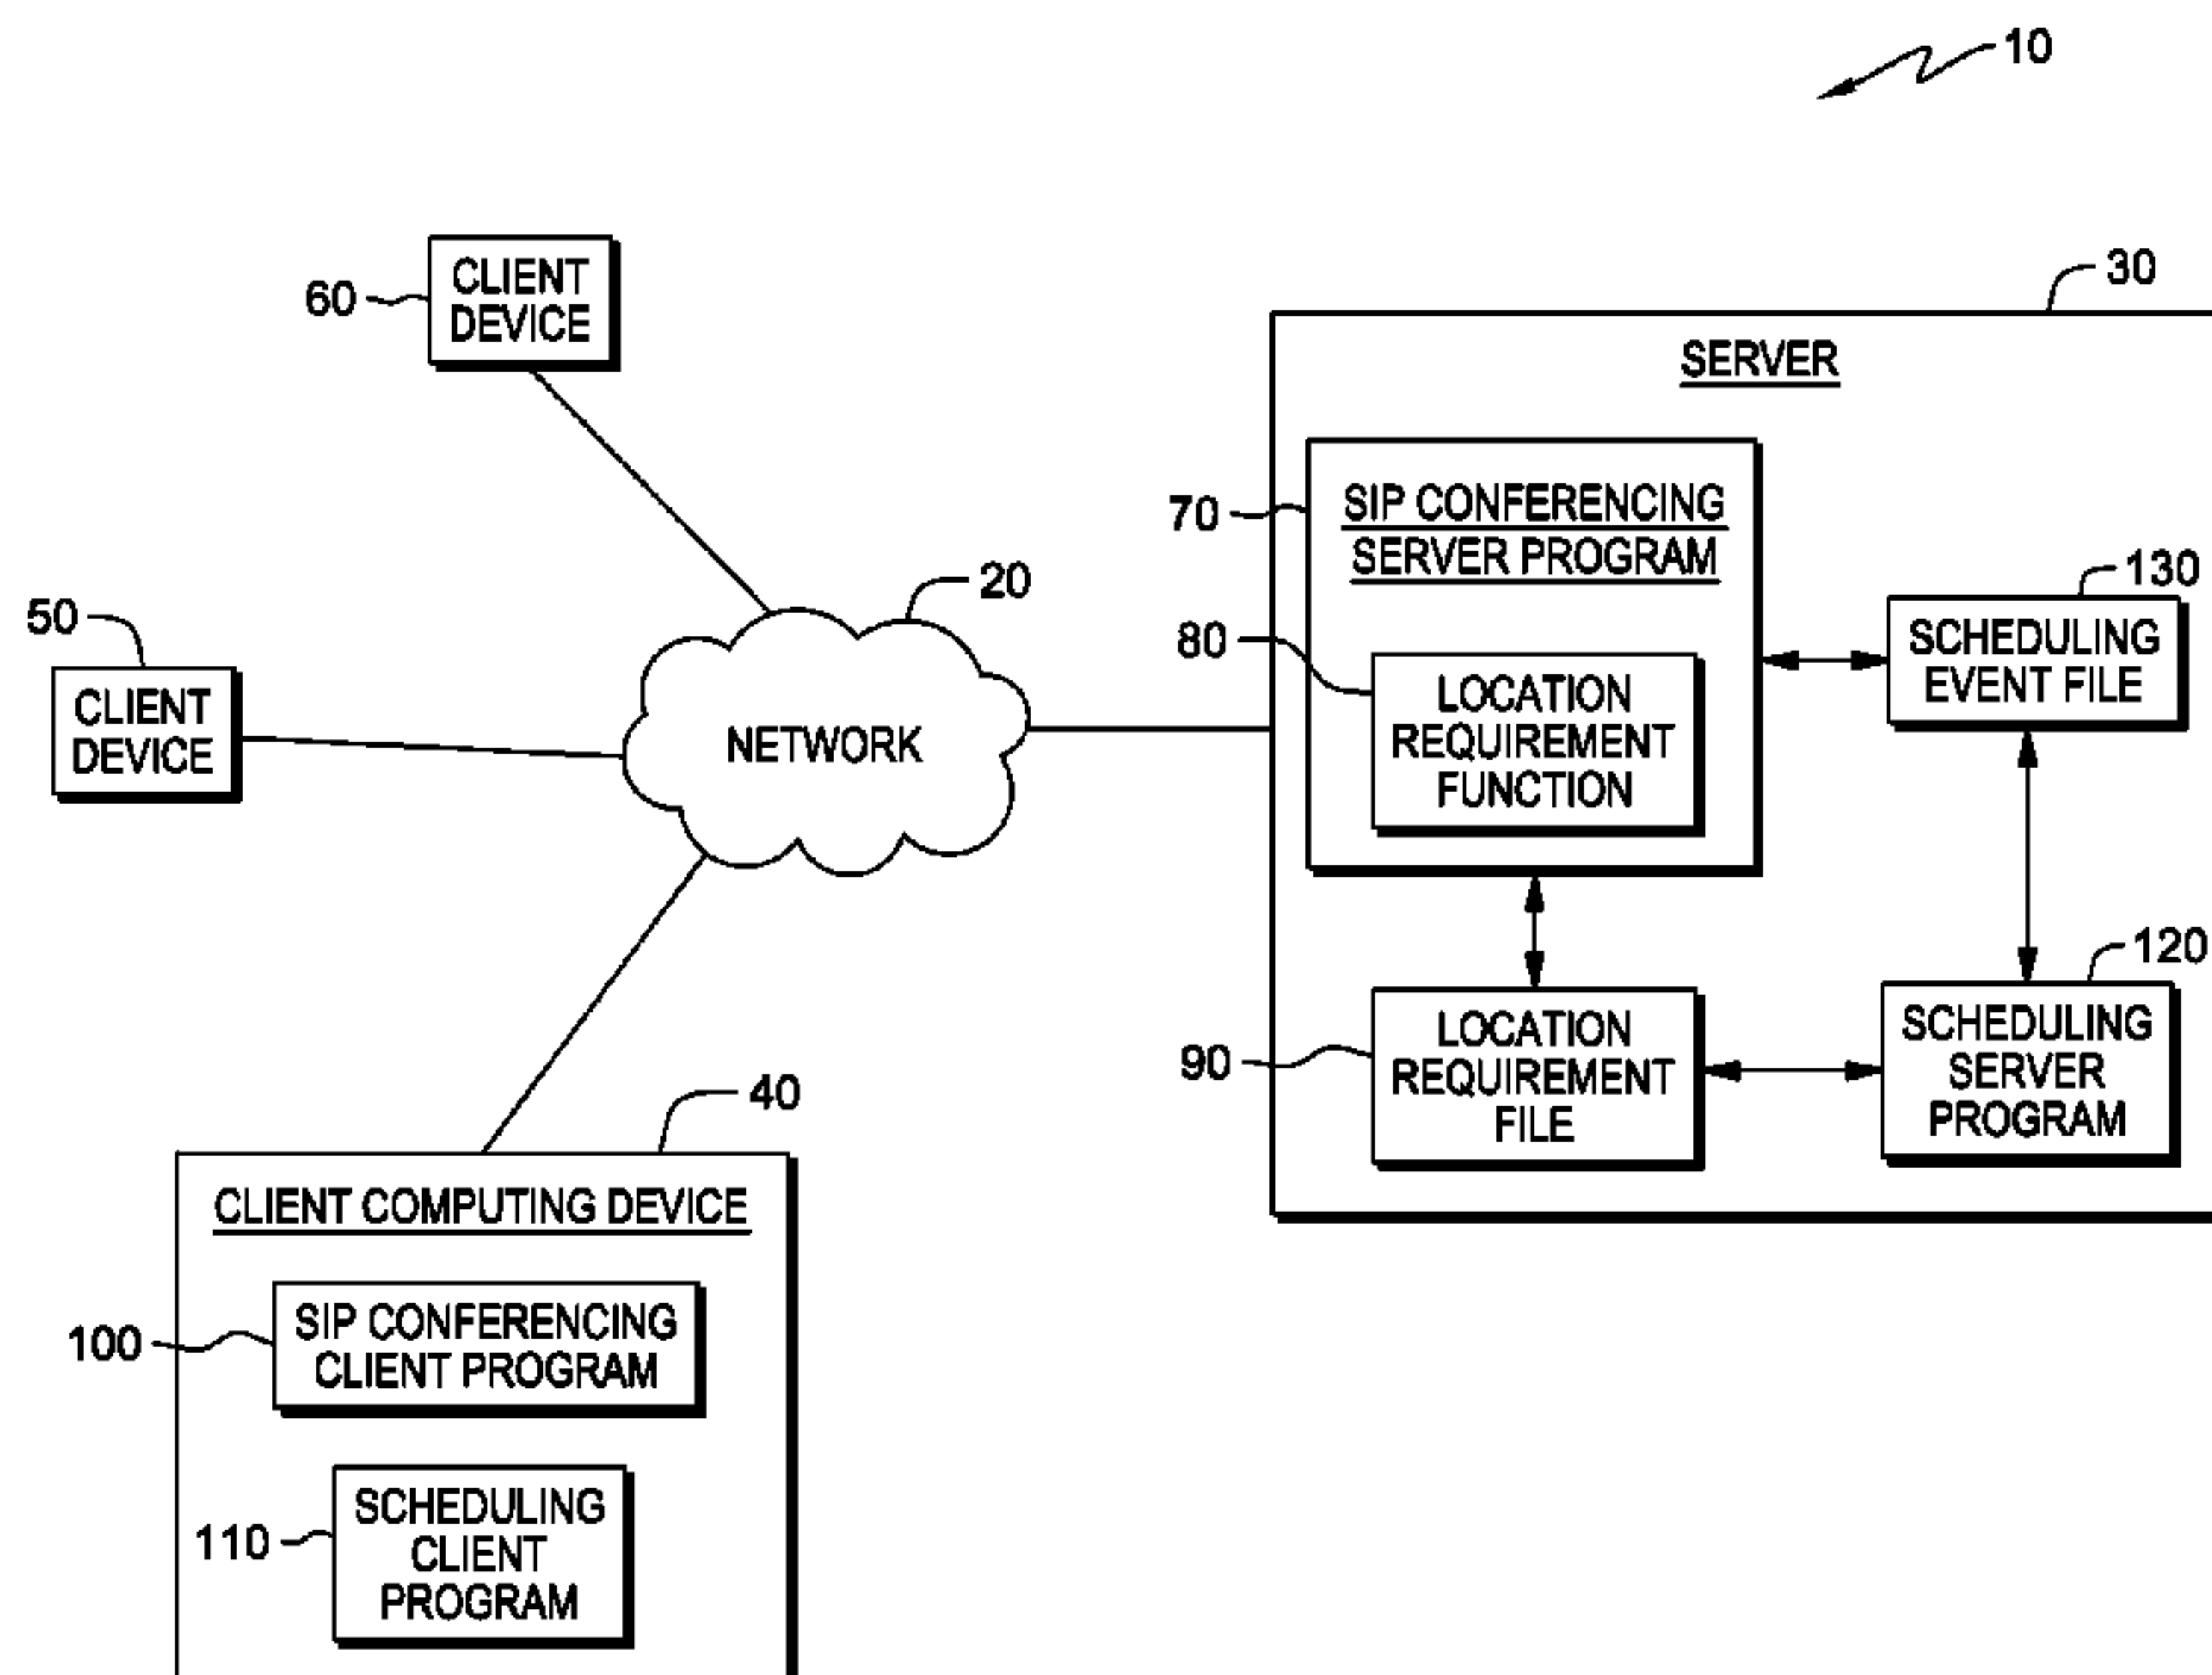 10
60
CLIENT
DEVICE
30
SERVER
70
SIP CONFERENCING
SERVER PROGRAM
20
130
50
80
SCHEDULING
EVENT FILE
CLIENT
DEVICE
NETWORK
LOCATION
REQUIREMENT
FUNCTION
120
90
LOCATION
REQUIREMENT
FILE
SCHEDULING
SERVER
PROGRAM
40
CLIENT COMPUTING DEVICE
100
SIP CONFERENCING
CLIENT PROGRAM
110
SCHEDULING
CLIENT
PROGRAM